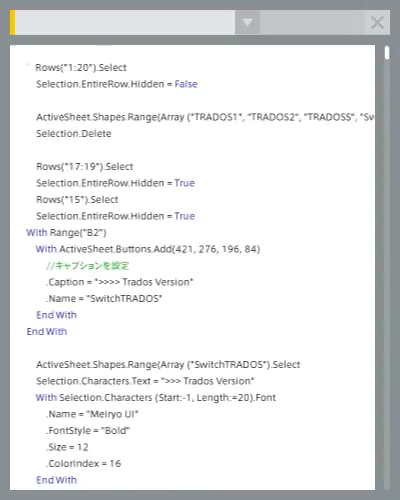 ' Rows("1:20").Select
Selection.EntireRow.Hidden = False
ActiveSheet.Shapes.Range(Array ("TRADOS1", "TRADOS2", "TRADOSS", "Sw
Selection.Delete
Rows("17:19").Select
Selection.EntireRow.Hidden = True
Rows("15").Select
Selection.EntireRow.Hidden = True
With Range("B2")
With ActiveSheet.Buttons.Add(421, 276, 196, 84)
//キャプションを設定
.Caption = ">>>> Trados Version"
.Name = "SwitchTRADOS"
End With
End With
ActiveSheet.Shapes.Range(Array ("SwitchTRADOS").Select
Selection.Characters.Text = ">>> Trados Version"
With Selection.Characters (Start:-1, Length:=20).Font
.Name = "Meiryo UI"
.FontStyle = "Bold"
.Size = 12
.ColorIndex = 16
End With